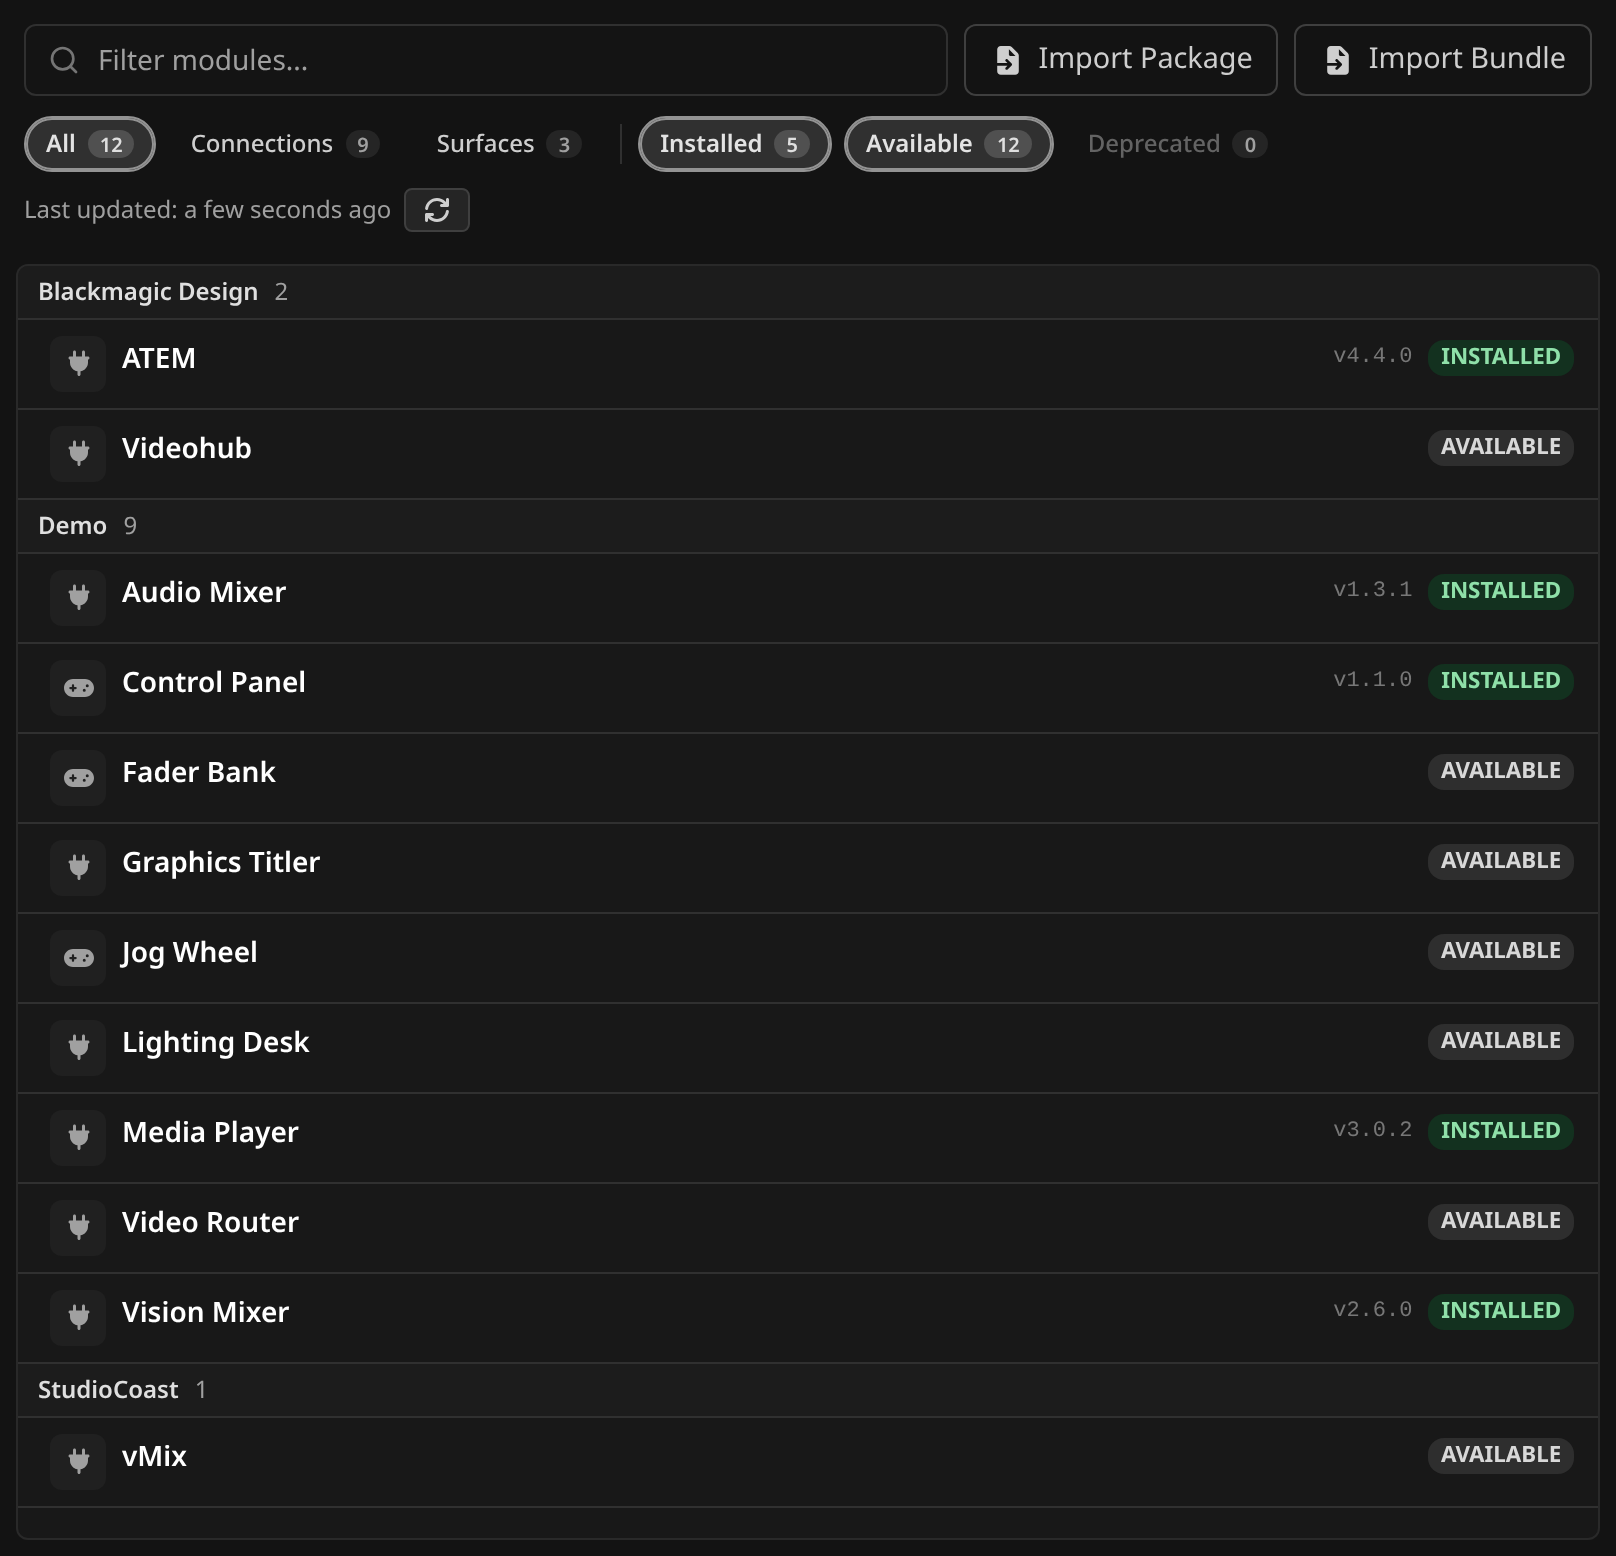 Filter modules...
Import Package
Import Bundle
All 12
Connections 9
Surfaces 3
Installed 5
Available 12
Deprecated 0
Last updated: a few seconds ago
Blackmagic Design 2
ATEM v4.4.0 INSTALLED
Videohub AVAILABLE
Demo 9
Audio Mixer v1.3.1 INSTALLED
Control Panel v1.1.0 INSTALLED
Fader Bank AVAILABLE
Graphics Titler AVAILABLE
Jog Wheel AVAILABLE
Lighting Desk AVAILABLE
Media Player v3.0.2 INSTALLED
Video Router AVAILABLE
Vision Mixer v2.6.0 INSTALLED
StudioCoast 1
vMix AVAILABLE